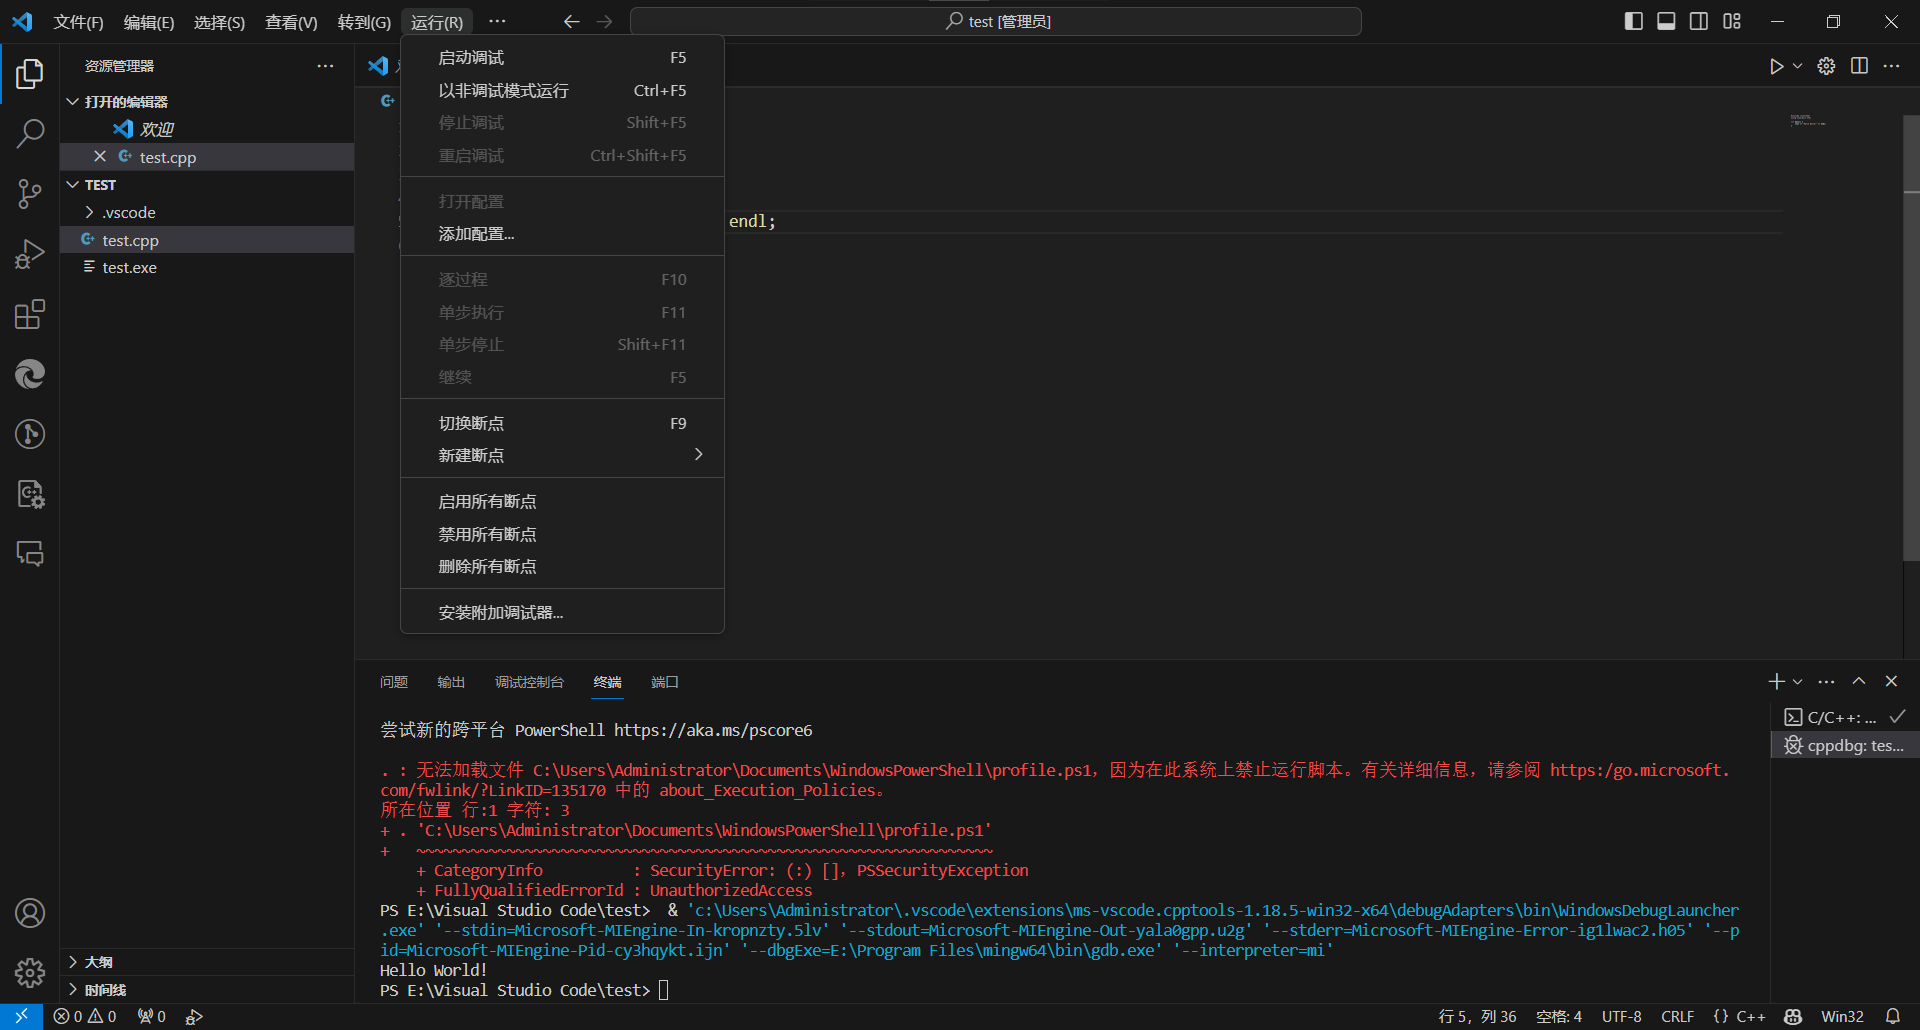 文件(F) 编辑(E) 选择(S) 查看(V) 转到(G) 运行(R) ··· test [管理员]
资源管理器 ···
打开的编辑器
欢迎
test.cpp
TEST
.vscode
test.cpp
test.exe
大纲
时间线
启动调试 F5
以非调试模式运行 Ctrl+F5
停止调试 Shift+F5
重启调试 Ctrl+Shift+F5
打开配置
添加配置...
逐过程 F10
单步执行 F11
单步停止 Shift+F11
继续 F5
切换断点 F9
新建断点
启用所有断点
禁用所有断点
删除所有断点
安装附加调试器...
endl;
问题 输出 调试控制台 终端 端口
尝试新的跨平台 PowerShell https://aka.ms/pscore6
. : 无法加载文件 C:\Users\Administrator\Documents\WindowsPowerShell\profile.ps1，因为在此系统上禁止运行脚本。有关详细信息，请参阅 https:/go.microsoft.
com/fwlink/?LinkID=135170 中的 about_Execution_Policies。
所在位置 行:1 字符: 3
+ . 'C:\Users\Administrator\Documents\WindowsPowerShell\profile.ps1'
+   ~~~~~~~~~~~~~~~~~~~~~~~~~~~~~~~~~~~~~~~~~~~~~~~~~~~~~~~~~~~~~~~~
    + CategoryInfo          : SecurityError: (:) []，PSSecurityException
    + FullyQualifiedErrorId : UnauthorizedAccess
PS E:\Visual Studio Code\test>  & 'c:\Users\Administrator\.vscode\extensions\ms-vscode.cpptools-1.18.5-win32-x64\debugAdapters\bin\WindowsDebugLauncher
.exe' '--stdin=Microsoft-MIEngine-In-kropnzty.5lv' '--stdout=Microsoft-MIEngine-Out-yala0gpp.u2g' '--stderr=Microsoft-MIEngine-Error-ig1lwac2.h05' '--p
id=Microsoft-MIEngine-Pid-cy3hqykt.ijn' '--dbgExe=E:\Program Files\mingw64\bin\gdb.exe' '--interpreter=mi'
Hello World!
PS E:\Visual Studio Code\test>
C/C++: ...
cppdbg: tes...
0 0 0 行 5，列 36 空格: 4 UTF-8 CRLF {} C++ Win32